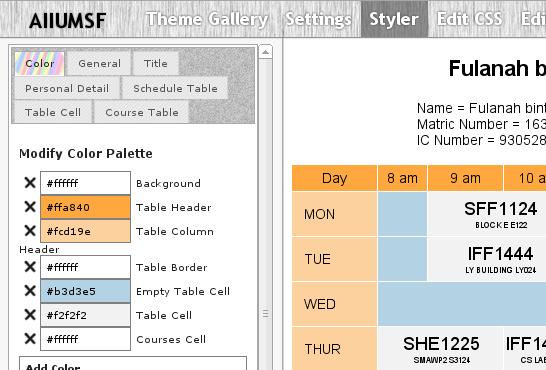 AIIUMSF Theme Gallery Settings Styler Edit CSS Edi
Color General Title
Personal Detail Schedule Table
Table Cell Course Table
Modify Color Palette
#ffffff Background
#ffa840 Table Header
#fcd19e Table Column
Header
#ffffff Table Border
#b3d3e5 Empty Table Cell
#f2f2f2 Table Cell
#ffffff Courses Cell
Add Color
Fulanah b
Name = Fulanah bin
Matric Number = 163
IC Number = 930528
Day 8 am 9 am 10 a
MON SFF1124
BLOCK E E122
TUE IFF1444
LY BUILDING LY024
WED
THUR SHE1225 IFF14
SMAWP2 S3124 CS LAB